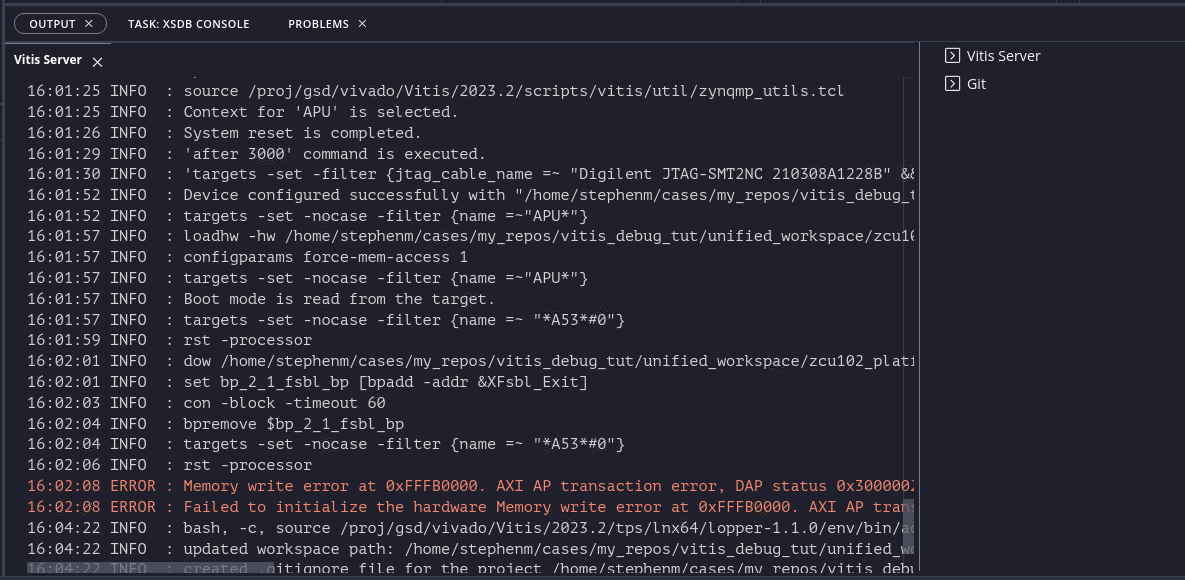 OUTPUT ×
TASK: XSDB CONSOLE
PROBLEMS ×
Vitis Server ×
16:01:25 INFO : source /proj/gsd/vivado/Vitis/2023.2/scripts/vitis/util/zynqmp_utils.tcl
16:01:25 INFO : Context for 'APU' is selected.
16:01:26 INFO : System reset is completed.
16:01:29 INFO : 'after 3000' command is executed.
16:01:30 INFO : 'targets -set -filter {jtag_cable_name =~ "Digilent JTAG-SMT2NC 210308A1228B" &&
16:01:52 INFO : Device configured successfully with "/home/stephenm/cases/my_repos/vitis_debug_t
16:01:52 INFO : targets -set -nocase -filter {name =~"APU*"}
16:01:57 INFO : loadhw -hw /home/stephenm/cases/my_repos/vitis_debug_tut/unified_workspace/zcu10
16:01:57 INFO : configparams force-mem-access 1
16:01:57 INFO : targets -set -nocase -filter {name =~"APU*"}
16:01:57 INFO : Boot mode is read from the target.
16:01:57 INFO : targets -set -nocase -filter {name =~ "*A53*#0"}
16:01:59 INFO : rst -processor
16:02:01 INFO : dow /home/stephenm/cases/my_repos/vitis_debug_tut/unified_workspace/zcu102_platf
16:02:01 INFO : set bp_2_1_fsbl_bp [bpadd -addr &XFsbl_Exit]
16:02:03 INFO : con -block -timeout 60
16:02:04 INFO : bpremove $bp_2_1_fsbl_bp
16:02:04 INFO : targets -set -nocase -filter {name =~ "*A53*#0"}
16:02:06 INFO : rst -processor
16:02:08 ERROR : Memory write error at 0xFFFB0000. AXI AP transaction error, DAP status 0x3000002
16:02:08 ERROR : Failed to initialize the hardware Memory write error at 0xFFFB0000. AXI AP tran
16:04:22 INFO : bash, -c, source /proj/gsd/vivado/Vitis/2023.2/tps/lnx64/lopper-1.1.0/env/bin/ac
16:04:22 INFO : updated workspace path: /home/stephenm/cases/my_repos/vitis_debug_tut/unified_wo
16:04:22 INFO : created .gitignore file for the project /home/stephenm/cases/my_repos/vitis_debu
Vitis Server
Git